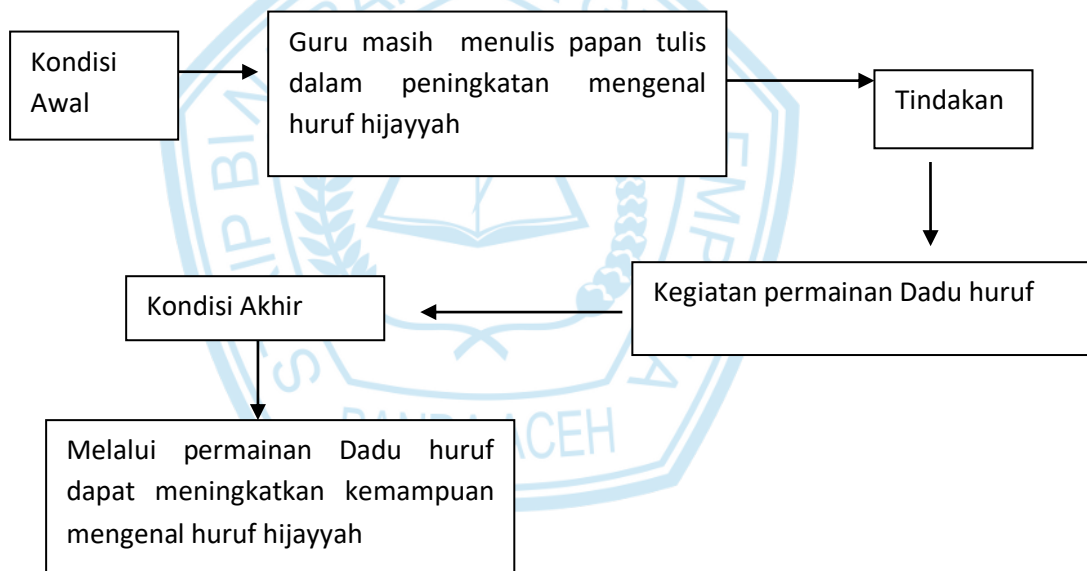 Kondisi
Awal
Guru masih menulis papan tulis
dalam peningkatan mengenal
huruf hijayyah
Tindakan
Kegiatan permainan Dadu huruf
Kondisi Akhir
Melalui permainan Dadu huruf
dapat meningkatkan kemampuan
mengenal huruf hijayyah
ACEH